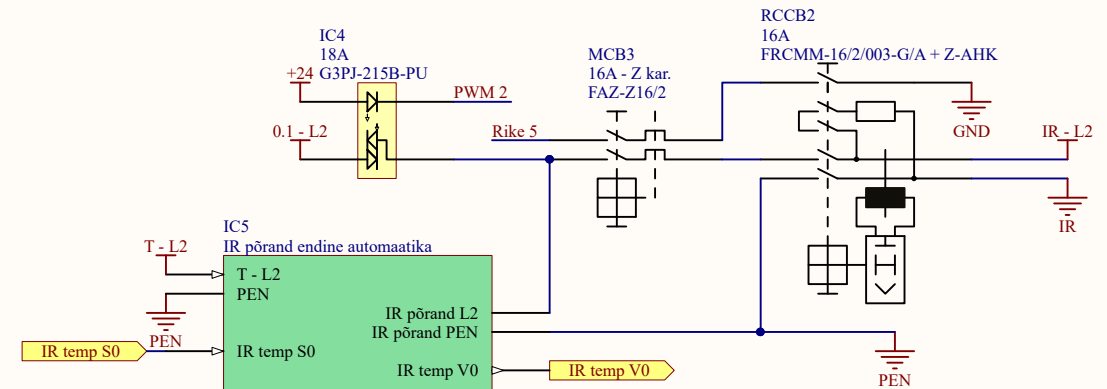 RCCB2
16A
FRCMM-16/2/003-G/A + Z-AHK
IC4
18A
G3PJ-215B-PU
+24
PWM 2
MCB3
16A - Z kar.
FAZ-Z16/2
0.1 - L2
Rike 5
GND
IR - L2
IR
IC5
IR põrand endine automaatika
T - L2
T - L2
PEN
PEN
IR põrand L2
IR põrand PEN
IR temp S0
IR temp S0
IR temp V0
IR temp V0
PEN